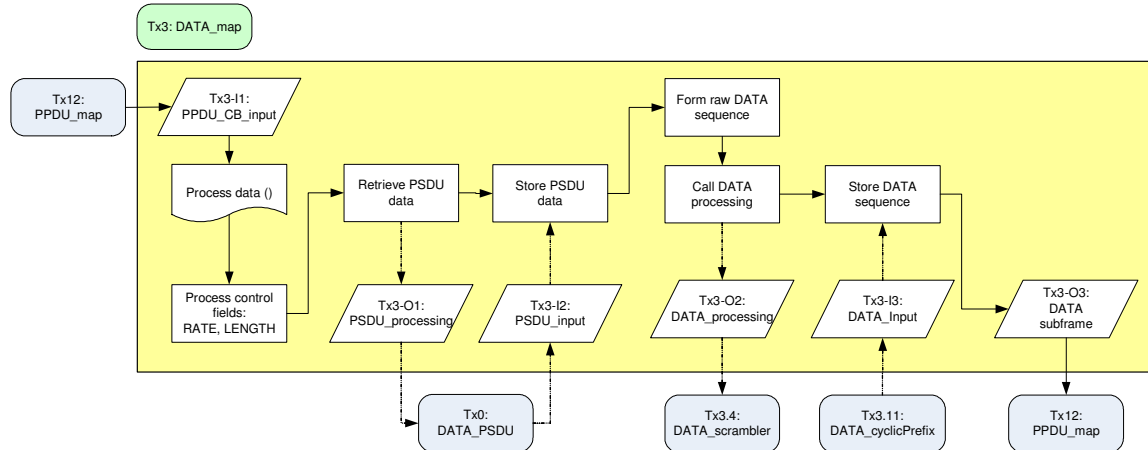 Tx3: DATA_map
Tx12:
PPDU_map
Tx3-I1:
PPDU_CB_input
Process data ()
Process control
fields:
RATE, LENGTH
Retrieve PSDU
data
Store PSDU
data
Form raw DATA
sequence
Call DATA
processing
Store DATA
sequence
Tx3-O1:
PSDU_processing
Tx3-I2:
PSDU_input
Tx3-O2:
DATA_processing
Tx3-I3:
DATA_Input
Tx3-O3:
DATA
subframe
Tx0:
DATA_PSDU
Tx3.4:
DATA_scrambler
Tx3.11:
DATA_cyclicPrefix
Tx12:
PPDU_map